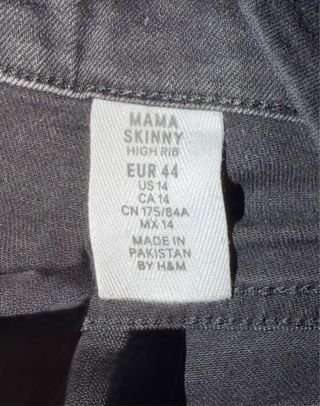 MAMA
SKINNY
HIGH RIB
EUR 44
US 14
CA 14
CN 175/84A
MX 14
MADE IN
PAKISTAN
BY H&M